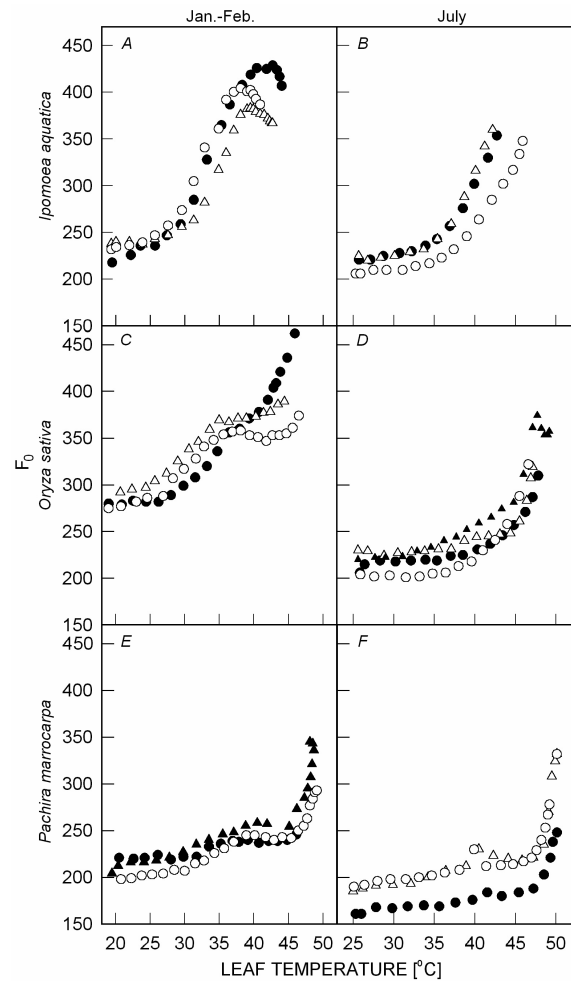 Jan.-Feb.
July
A
B
450
400
350
300
250
200
150
Ipomoea aquatica
C
D
450
400
350
300
250
200
150
F₀
Oryza sativa
E
F
450
400
350
300
250
200
150
Pachira marrocarpa
20 25 30 35 40 45 50
25 30 35 40 45 50
LEAF TEMPERATURE [°C]